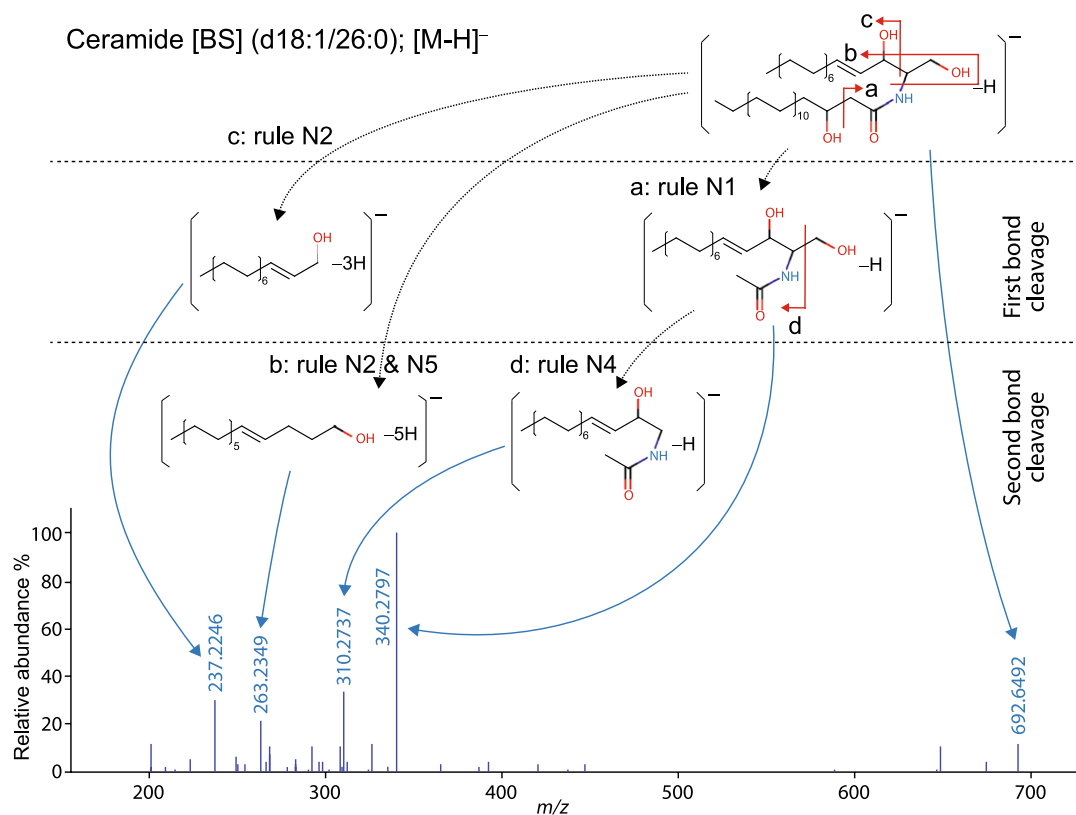 Ceramide [BS] (d18:1/26:0); [M-H]–
c
OH
b
6
OH
a
NH
–H
10
OH
O
–
c: rule N2
a: rule N1
OH
6
–3H
–
OH
6
OH
NH
–H
O
d
–
First bond
cleavage
b: rule N2 & N5
d: rule N4
5
OH
–5H
–
OH
6
NH
–H
O
–
Second bond
cleavage
Relative abundance %
100
80
60
40
20
0
237.2246
263.2349
310.2737
340.2797
692.6492
200
300
400
500
600
700
m/z